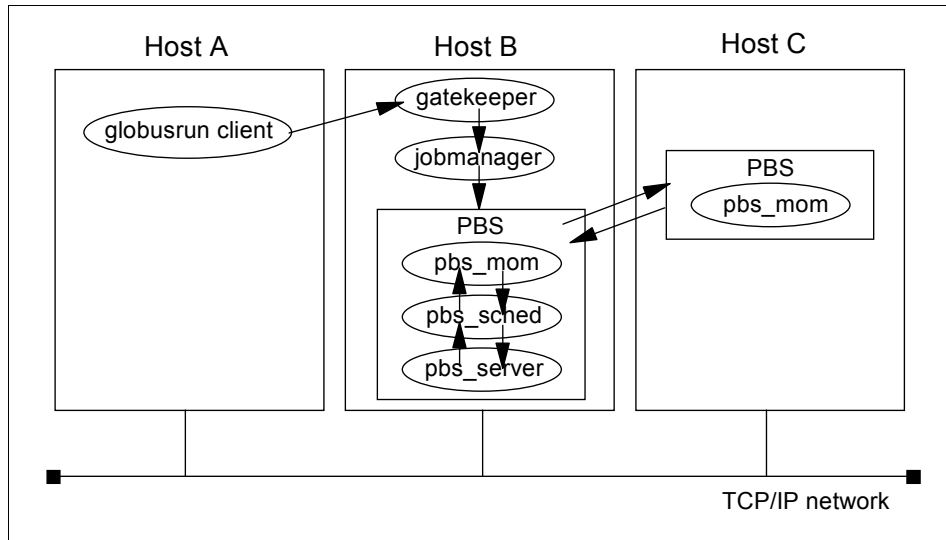 Host A
Host B
Host C
globusrun client
gatekeeper
jobmanager
PBS
pbs_mom
pbs_sched
pbs_server
PBS
pbs_mom
TCP/IP network